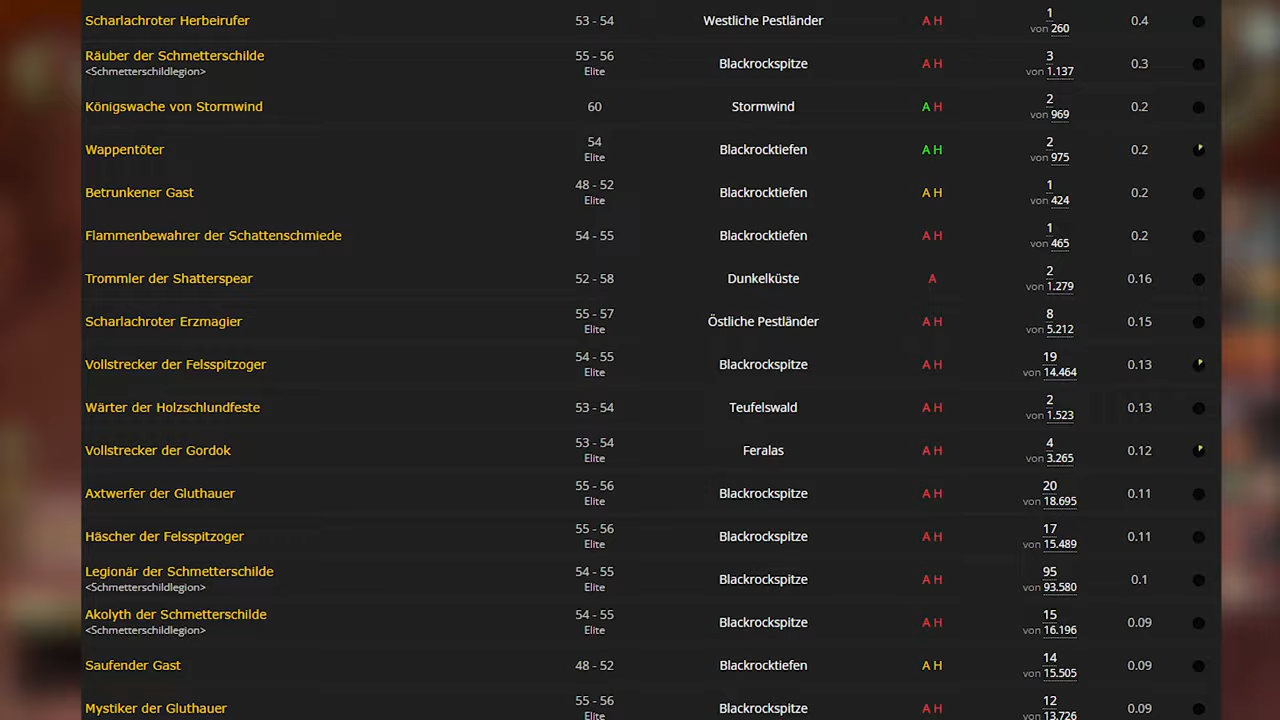 Scharlachroter Herbeirufer 53 - 54 Westliche Pestländer A H 1 von 260 0.4
Räuber der Schmetterschilde <Schmetterschildlegion> 55 - 56 Elite Blackrockspitze A H 3 von 1.137 0.3
Königswache von Stormwind 60 Stormwind A H 2 von 969 0.2
Wappentöter 54 Elite Blackrocktiefen A H 2 von 975 0.2
Betrunkener Gast 48 - 52 Elite Blackrocktiefen A H 1 von 424 0.2
Flammenbewahrer der Schattenschmiede 54 - 55 Blackrocktiefen A H 1 von 465 0.2
Trommler der Shatterspear 52 - 58 Dunkelküste A 2 von 1.279 0.16
Scharlachroter Erzmagier 55 - 57 Elite Östliche Pestländer A H 8 von 5.212 0.15
Vollstrecker der Felsspitzoger 54 - 55 Elite Blackrockspitze A H 19 von 14.464 0.13
Wärter der Holzschlundfeste 53 - 54 Teufelswald A H 2 von 1.523 0.13
Vollstrecker der Gordok 53 - 54 Elite Feralas A H 4 von 3.265 0.12
Axtwerfer der Gluthauer 55 - 56 Elite Blackrockspitze A H 20 von 18.695 0.11
Häscher der Felsspitzoger 55 - 56 Elite Blackrockspitze A H 17 von 15.489 0.11
Legionär der Schmetterschilde <Schmetterschildlegion> 54 - 55 Elite Blackrockspitze A H 95 von 93.580 0.1
Akolyth der Schmetterschilde <Schmetterschildlegion> 54 - 55 Elite Blackrockspitze A H 15 von 16.196 0.09
Saufender Gast 48 - 52 Blackrocktiefen A H 14 von 15.505 0.09
Mystiker der Gluthauer 55 - 56 Elite Blackrockspitze A H 12 von 13.726 0.09